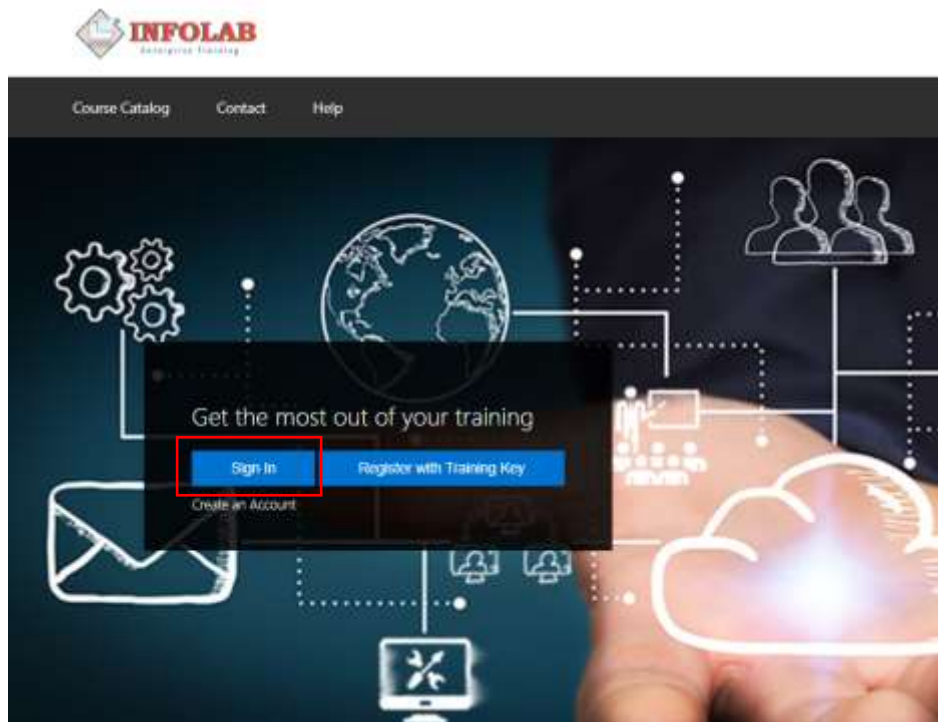 INFOLAB
Enterprise Training
Course Catalog Contact Help
Get the most out of your training
Sign In Register with Training Key
Create an Account